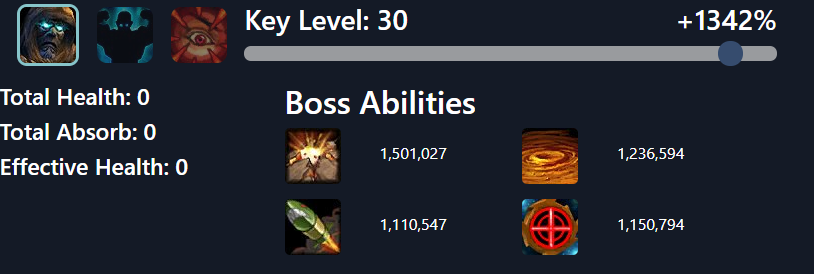 Key Level: 30 +1342%
Total Health: 0
Total Absorb: 0
Effective Health: 0
Boss Abilities
1,501,027 1,236,594
1,110,547 1,150,794